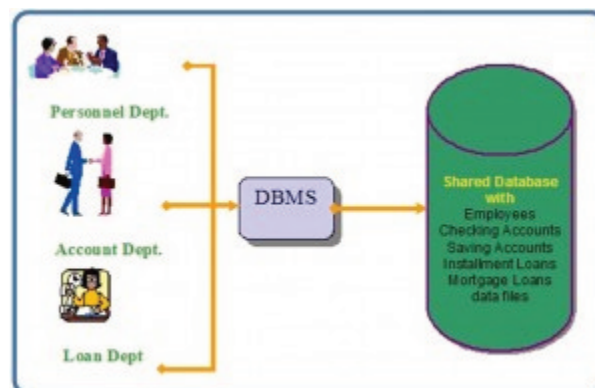 Personnel Dept.
Account Dept.
Loan Dept
DBMS
Shared Database
with
Employees
Checking Accounts
Saving Accounts
Installment Loans
Mortgage Loans
data files